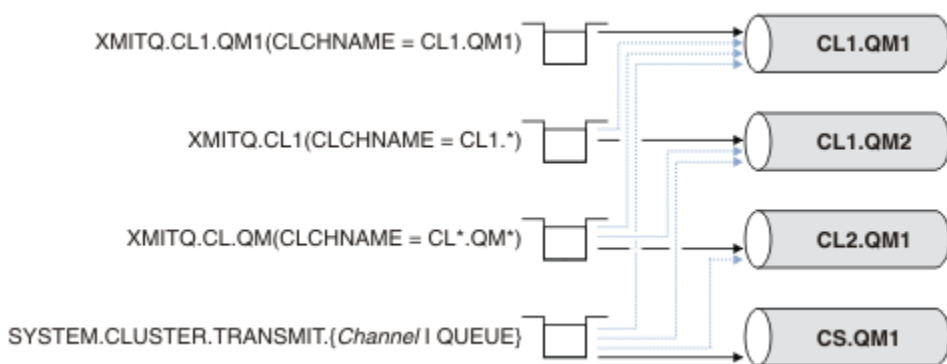 XMITQ.CL1.QM1(CLCHNAME = CL1.QM1)
CL1.QM1
XMITQ.CL1(CLCHNAME = CL1.*)
CL1.QM2
XMITQ.CL.QM(CLCHNAME = CL*.QM*)
CL2.QM1
SYSTEM.CLUSTER.TRANSMIT.{Channel | QUEUE}
CS.QM1